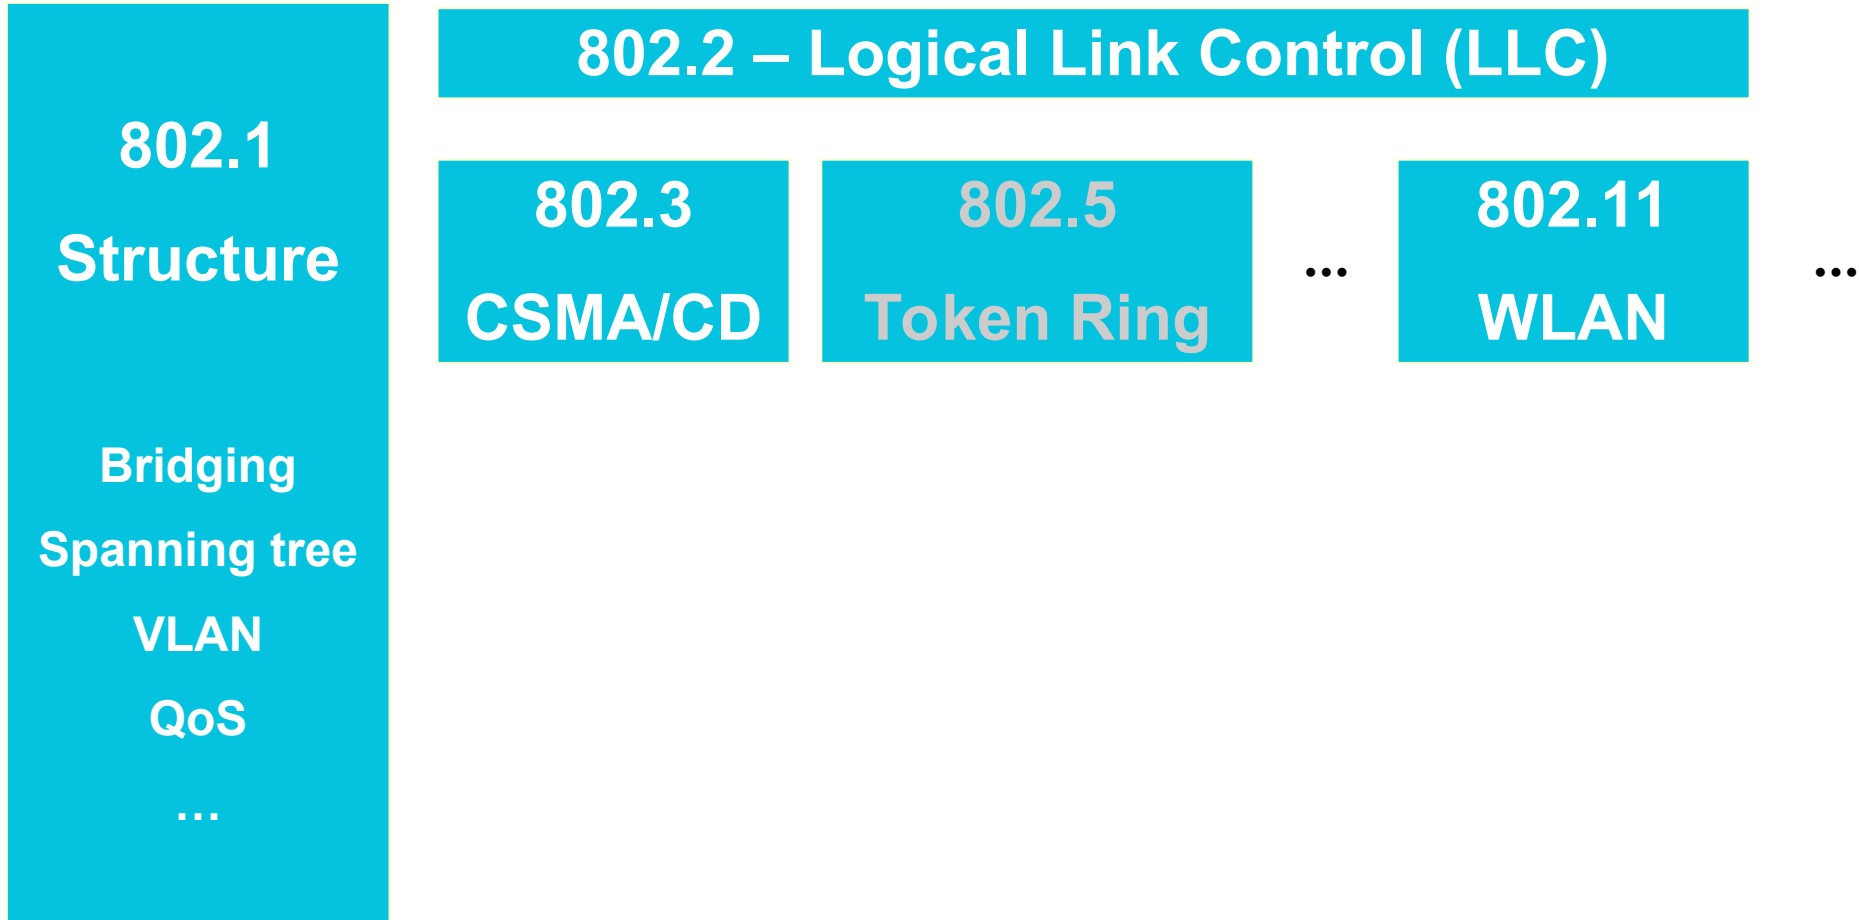 802.1
Structure
Bridging
Spanning tree
VLAN
QoS
…
802.2 – Logical Link Control (LLC)
802.3
CSMA/CD
802.5
Token Ring
...
802.11
WLAN
...